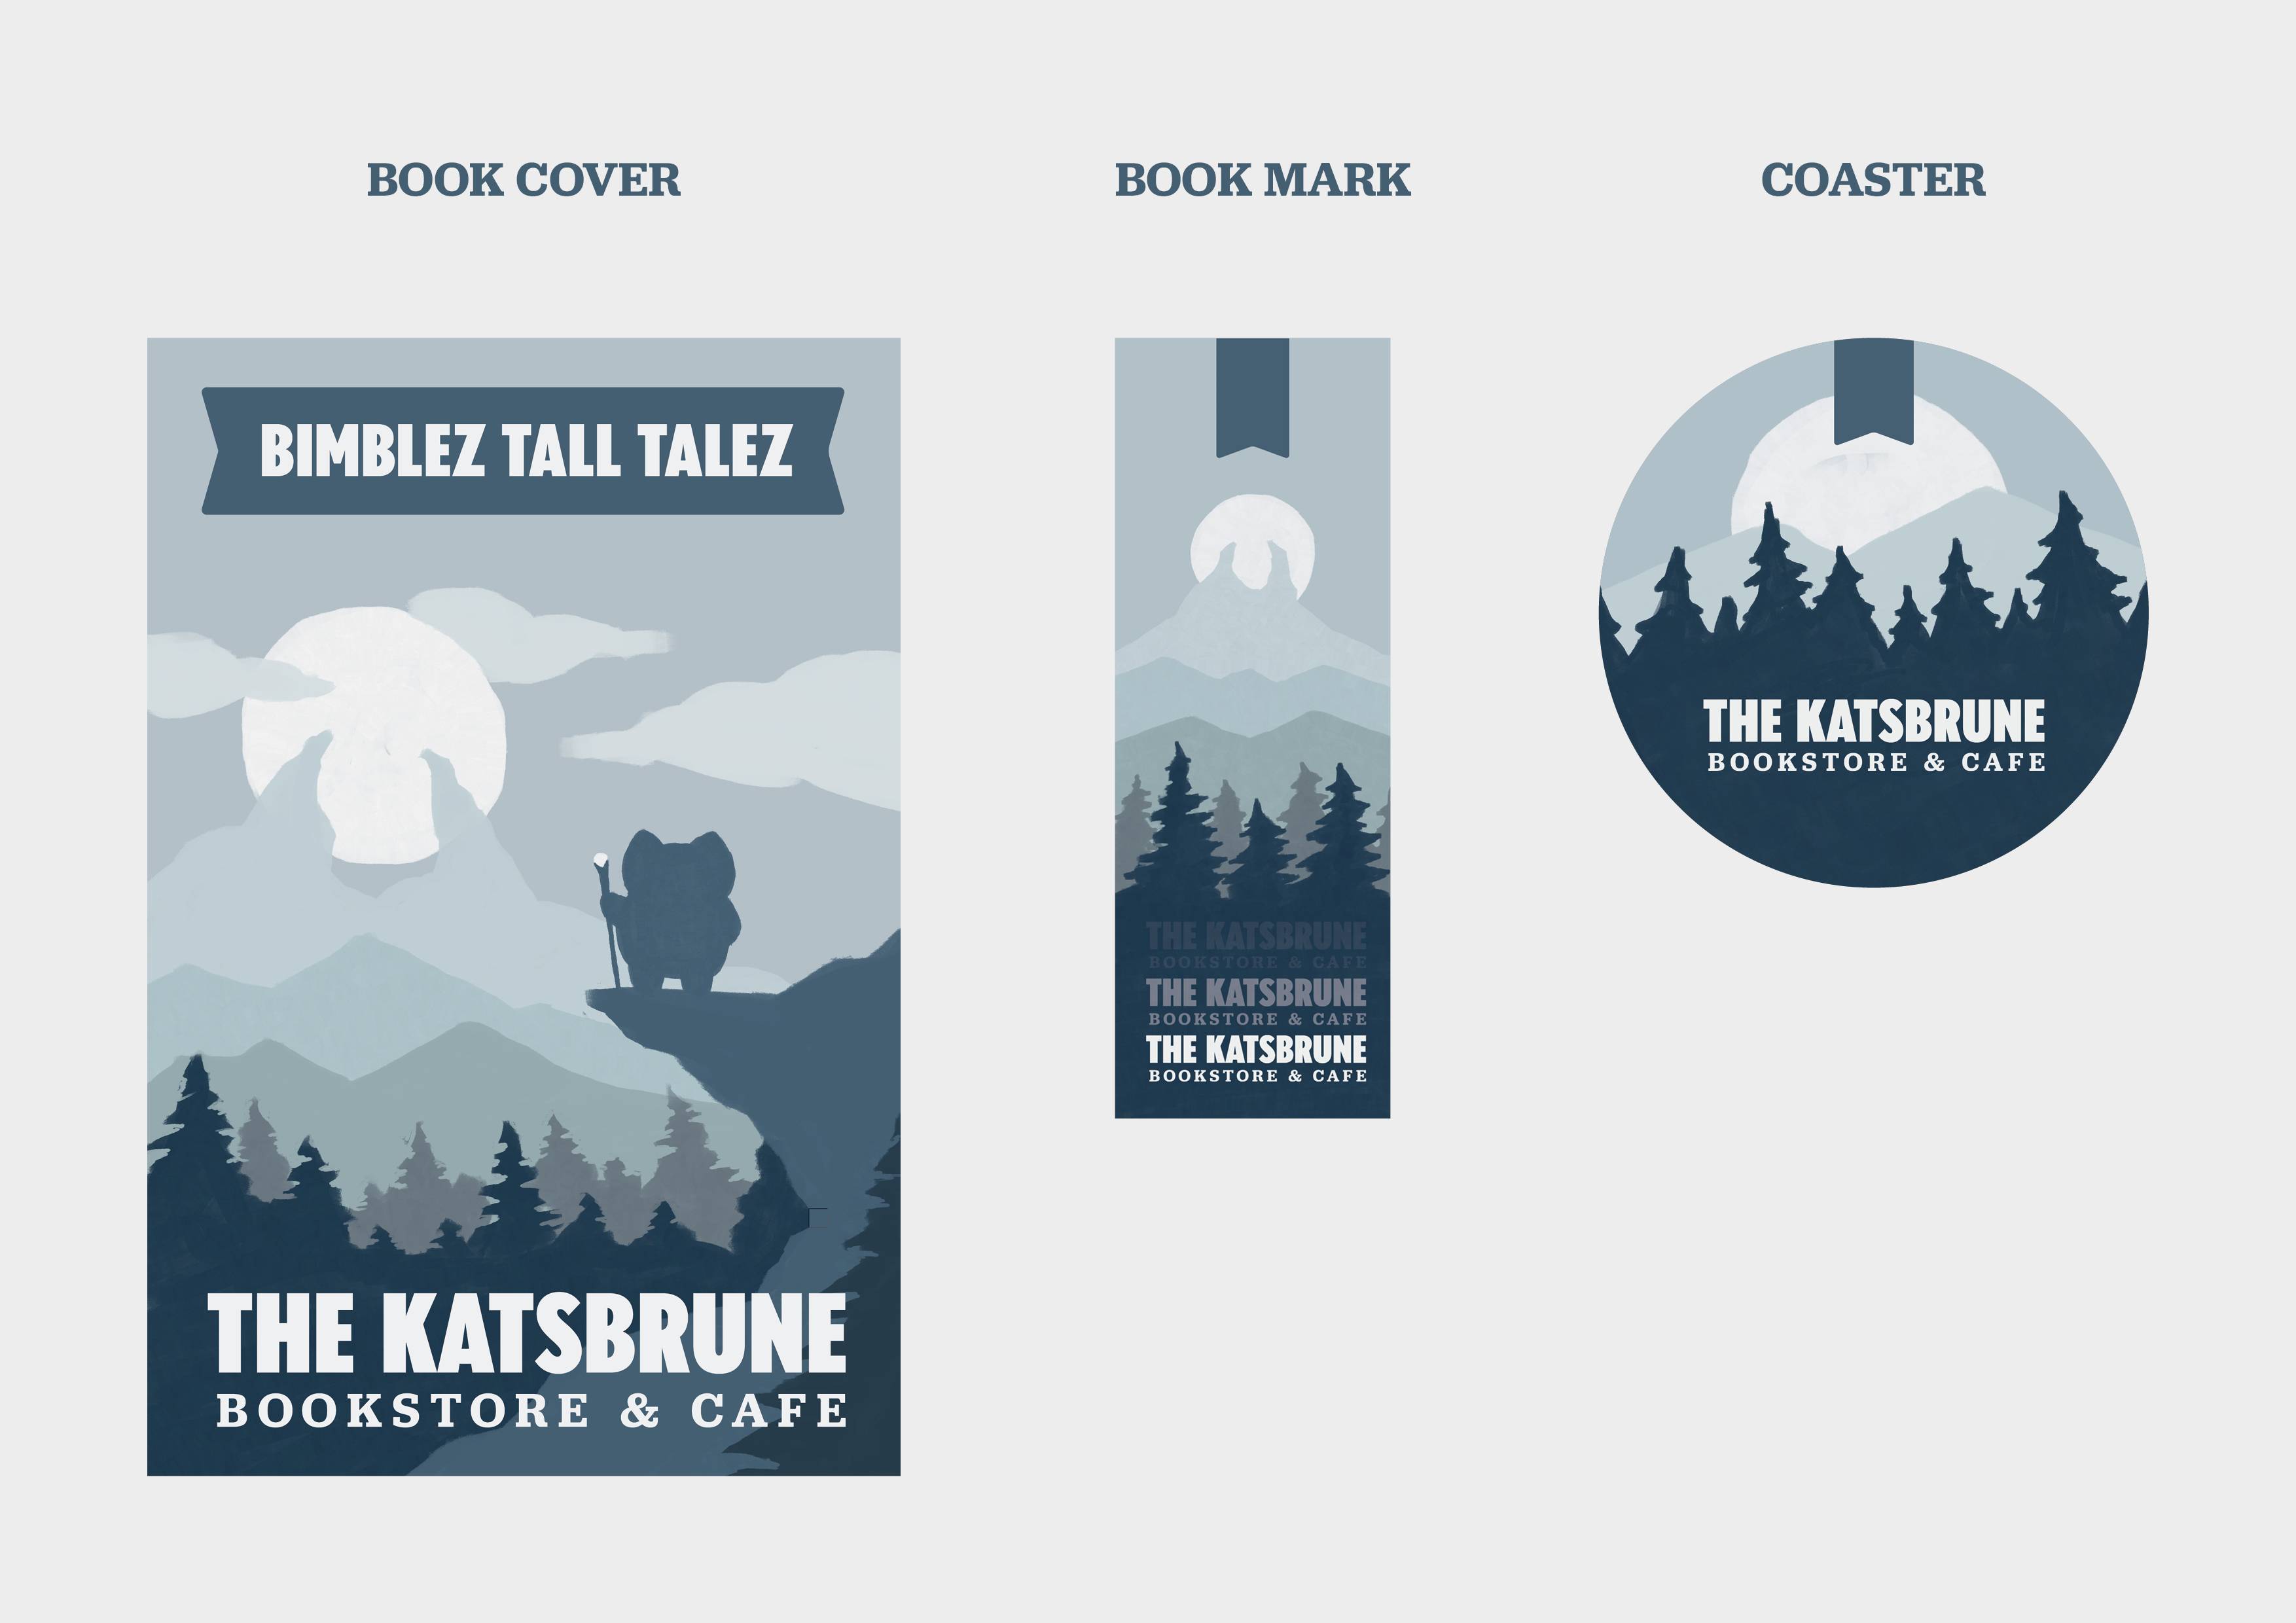 BOOK COVER
BOOK MARK
COASTER
BIMBLEZ TALL TALEZ
THE KATSBRUNE
BOOKSTORE & CAFE
THE KATSBRUNE
BOOKSTORE & CAFE
THE KATSBRUNE
BOOKSTORE & CAFE
THE KATSBRUNE
BOOKSTORE & CAFE
THE KATSBRUNE
BOOKSTORE & CAFE